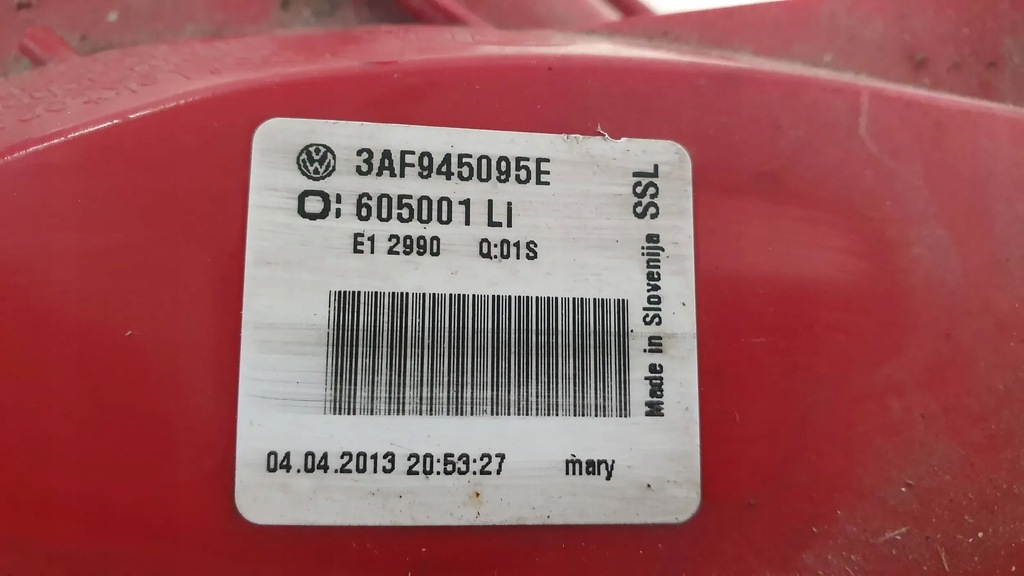 3AF945095E
O: 605001 Li
E1 2990 Q:01S
Made in Slovenija SSL
04.04.2013 20:53:27 mary